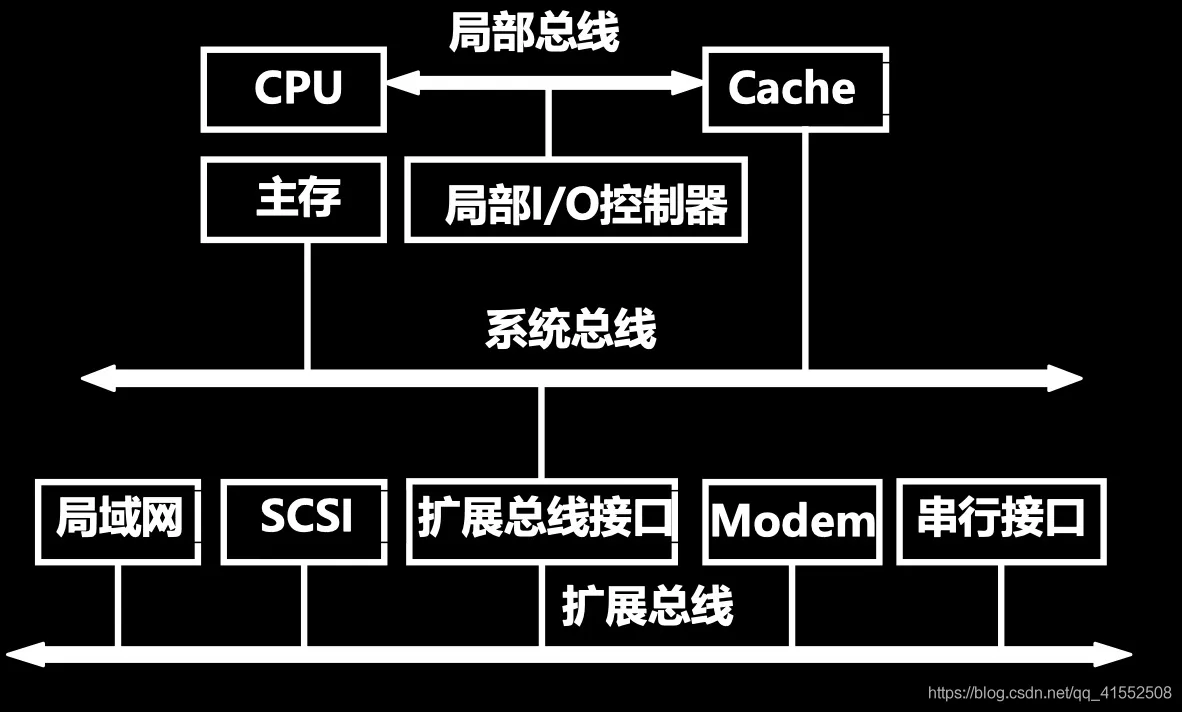 局部总线
CPU
Cache
主存
局部I/O控制器
系统总线
局域网
SCSI
扩展总线接口
Modem
串行接口
扩展总线
https://blog.csdn.net/qq_41552508